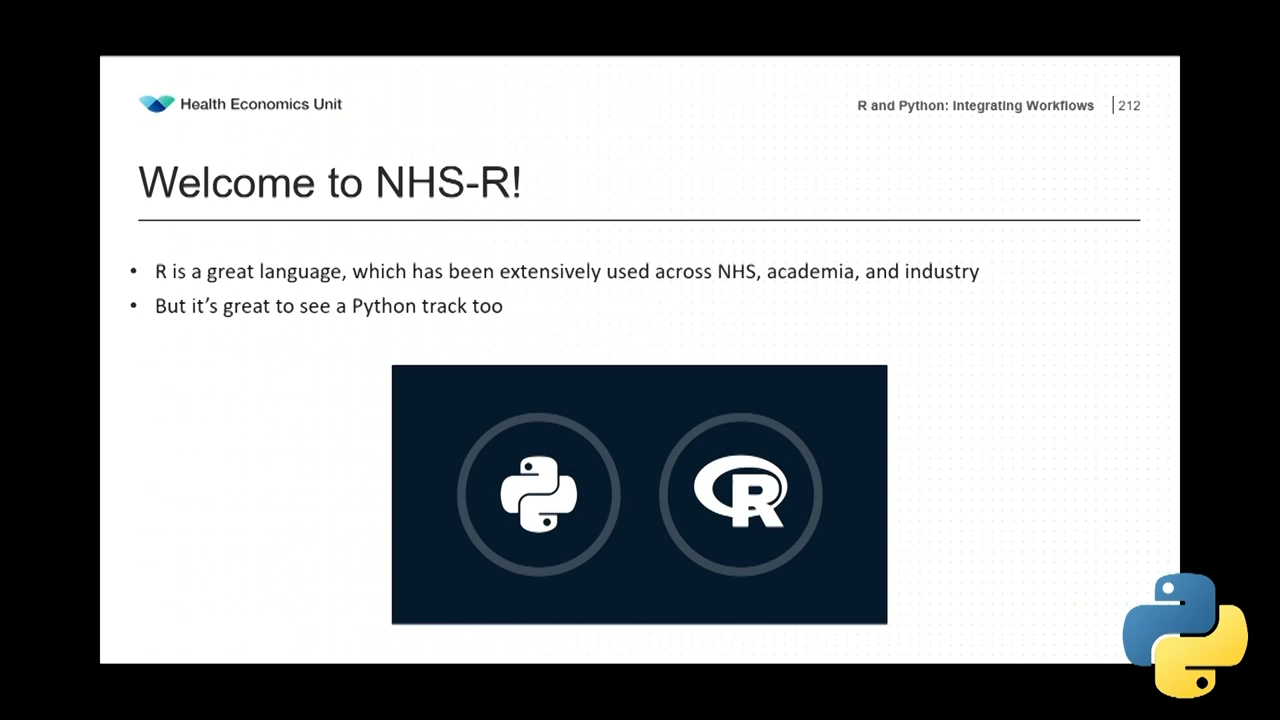 Health Economics Unit
R and Python: Integrating Workflows
212
Welcome to NHS-R!
• R is a great language, which has been extensively used across NHS, academia, and industry
• But it’s great to see a Python track too
R